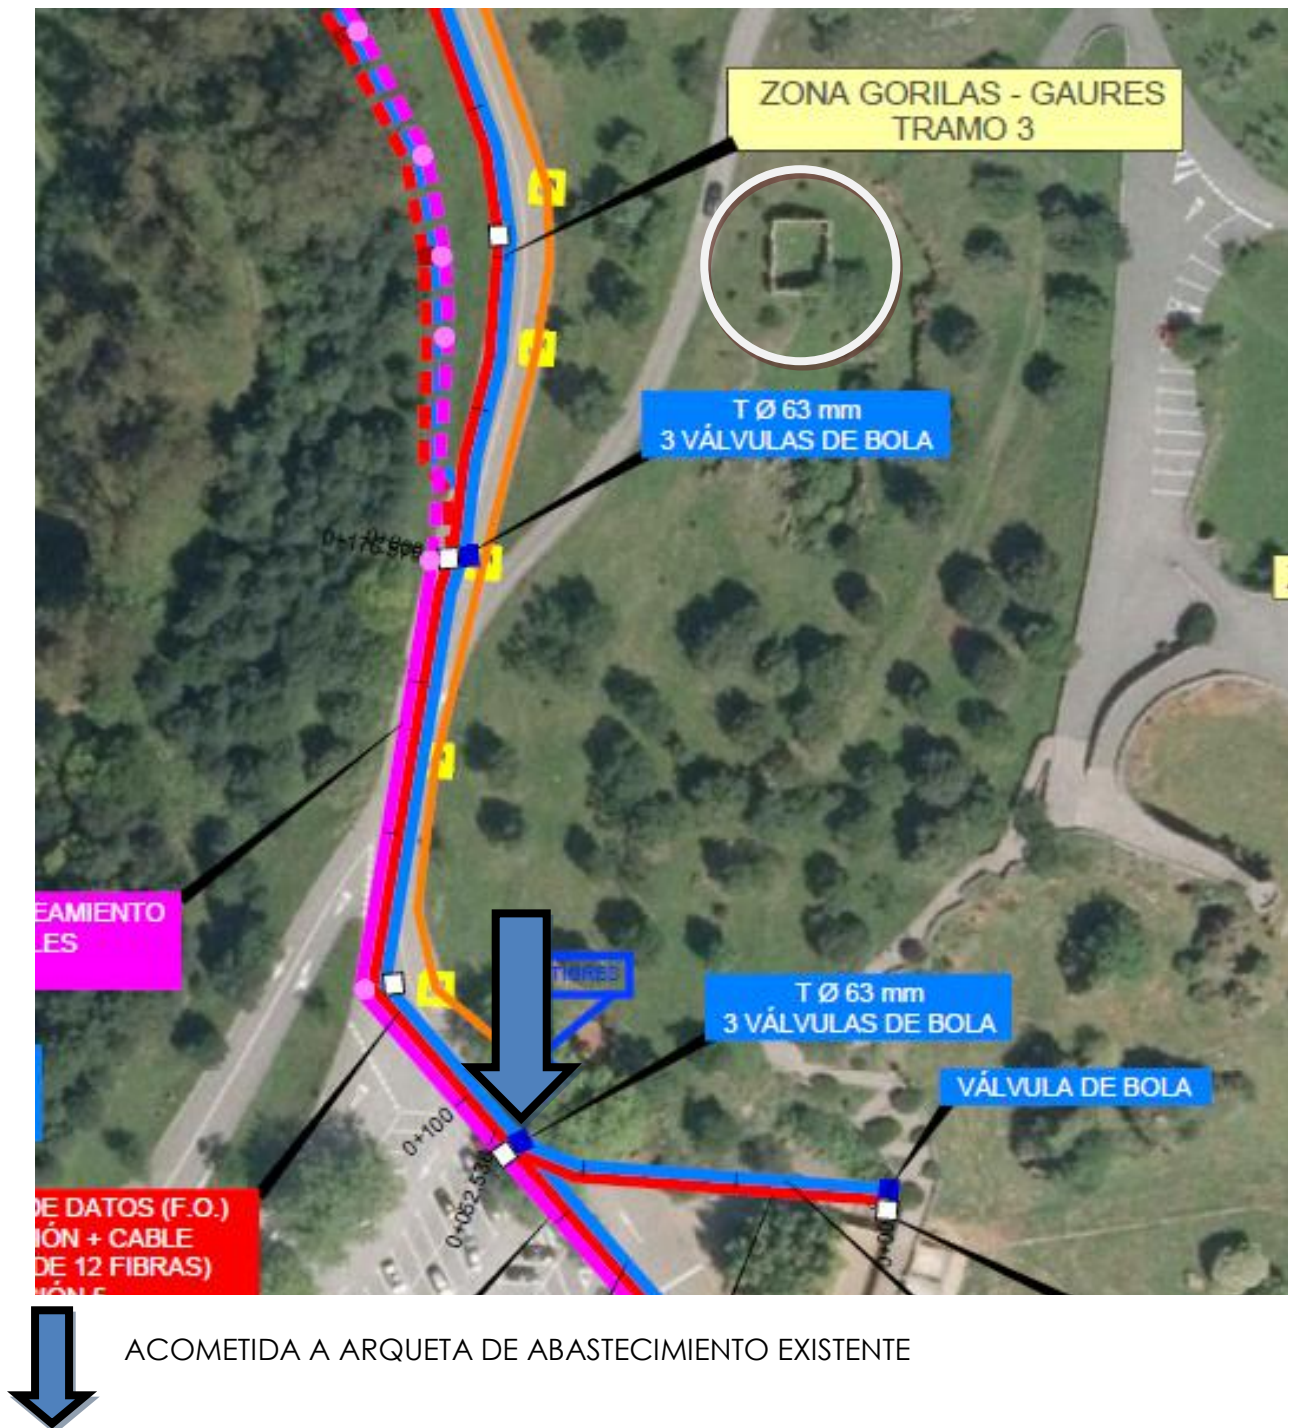 ZONA GORILAS - GAURES
TRAMO 3
T Ø 63 mm
3 VÁLVULAS DE BOLA
EAMIENTO
LES
TIGRES
T Ø 63 mm
3 VÁLVULAS DE BOLA
VÁLVULA DE BOLA
0+100
DE DATOS (F.O.)
IÓN + CABLE
DE 12 FIBRAS)
ACOMETIDA A ARQUETA DE ABASTECIMIENTO EXISTENTE